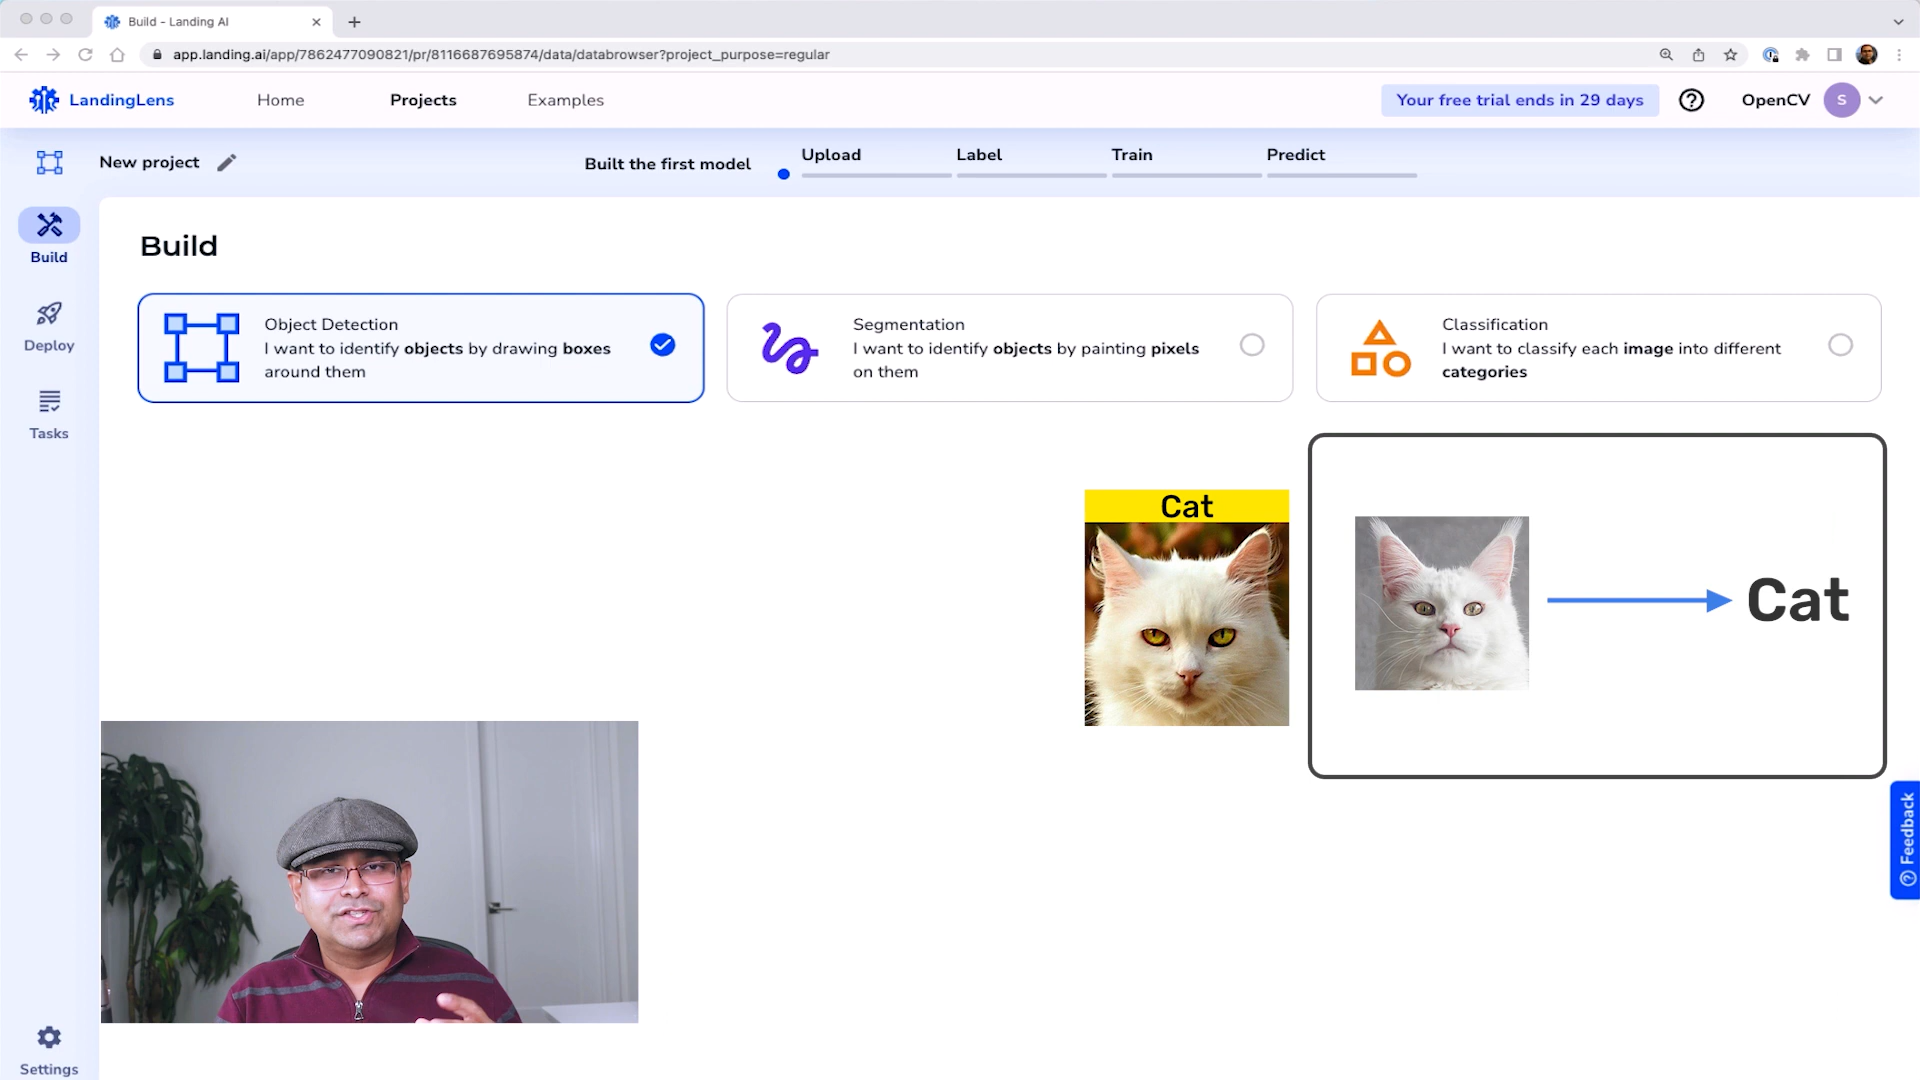 Build - Landing AI
app.landing.ai/app/7862477090821/pr/8116687695874/data/databrowser?project_purpose=regular
LandingLens
Home
Projects
Examples
Your free trial ends in 29 days
OpenCV
S
New project
Built the first model
Upload
Label
Train
Predict
Build
Deploy
Tasks
Settings
Build
Object Detection
I want to identify objects by drawing boxes
around them
Segmentation
I want to identify objects by painting pixels
on them
Classification
I want to classify each image into different
categories
Cat
Cat
Feedback